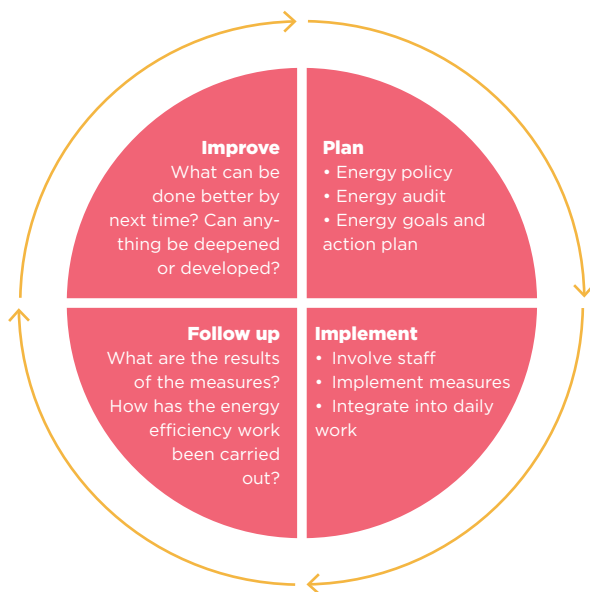 Improve
What can be
done better by
next time? Can any-
thing be deepened
or developed?
Plan
• Energy policy
• Energy audit
• Energy goals and
action plan
Follow up
What are the results
of the measures?
How has the energy
efficiency work
been carried
out?
Implement
• Involve staff
• Implement measures
• Integrate into daily
work